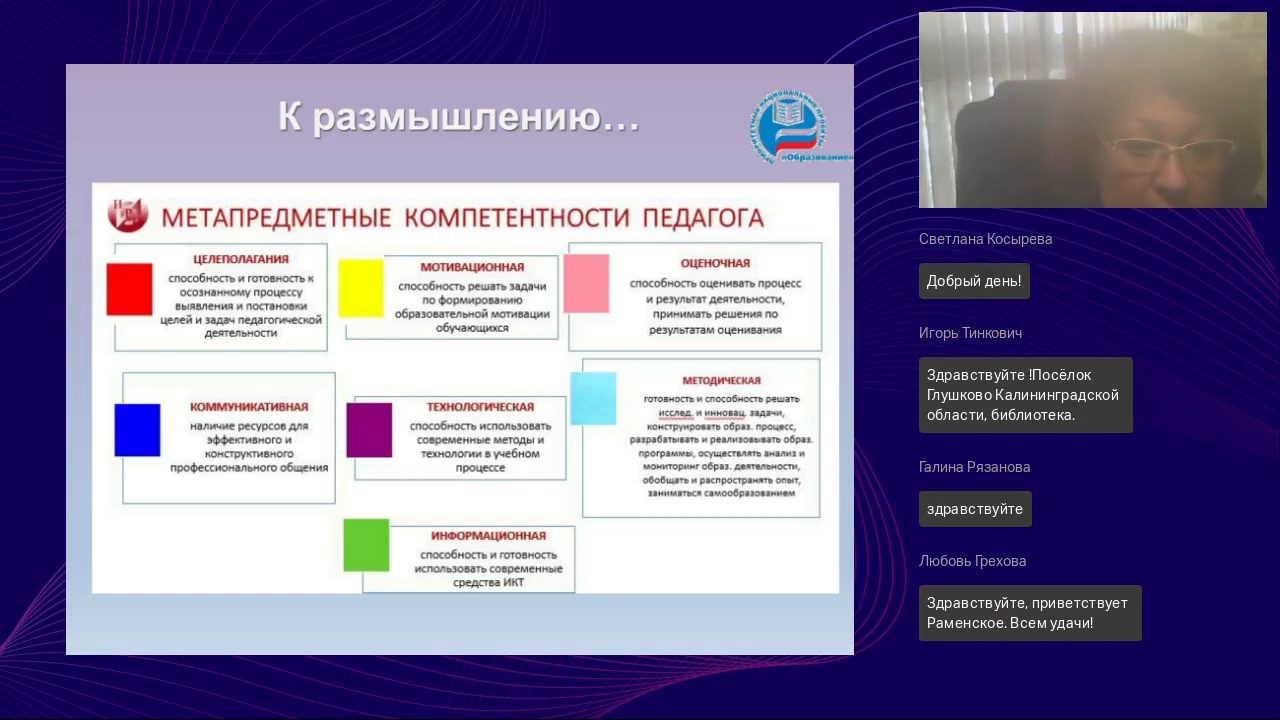 К размышлению...
ПРИОРИТЕТНЫЕ НАЦИОНАЛЬНЫЕ ПРОЕКТЫ
«Образование»
МЕТАПРЕДМЕТНЫЕ КОМПЕТЕНТНОСТИ ПЕДАГОГА
ЦЕЛЕПОЛАГАНИЯ
способность и готовность к
осознанному процессу
выявления и постановки
целей и задач педагогической
деятельности
МОТИВАЦИОННАЯ
способность решать задачи
по формированию
образовательной мотивации
обучающихся
ОЦЕНОЧНАЯ
способность оценивать процесс
и результат деятельности,
принимать решения по
результатам оценивания
КОММУНИКАТИВНАЯ
наличие ресурсов для
эффективного и
конструктивного
профессионального общения
ТЕХНОЛОГИЧЕСКАЯ
способность использовать
современные методы и
технологии в учебном
процессе
МЕТОДИЧЕСКАЯ
готовность и способность решать
исслед. и инновац. задачи,
конструировать образ. процесс,
разрабатывать и реализовывать образ.
программы, осуществлять анализ и
мониторинг образ. деятельности,
обобщать и распространять опыт,
заниматься самообразованием
ИНФОРМАЦИОННАЯ
способность и готовность
использовать современные
средства ИКТ
Светлана Косырева
Добрый день!
Игорь Тинкович
Здравствуйте !Посёлок
Глушково Калининградской
области, библиотека.
Галина Рязанова
здравствуйте
Любовь Грехова
Здравствуйте, приветствует
Раменское. Всем удачи!